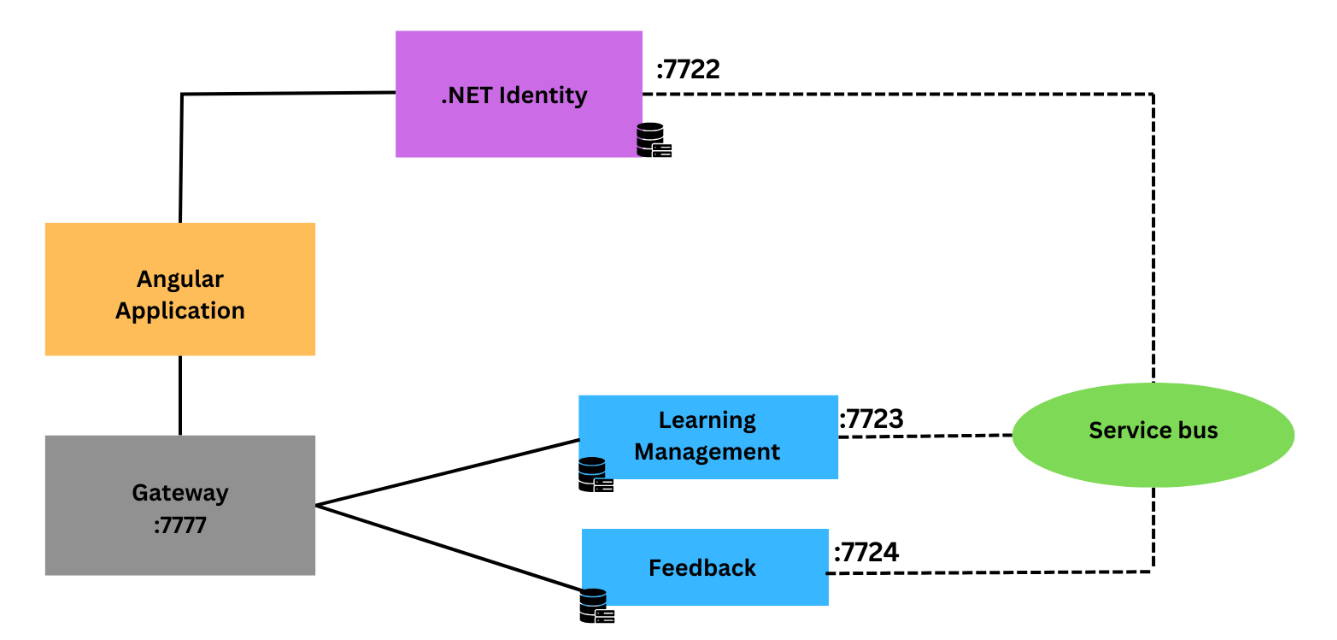 .NET Identity
:7722
Angular
Application
Learning
Management
:7723
Service bus
Gateway
:7777
Feedback
:7724